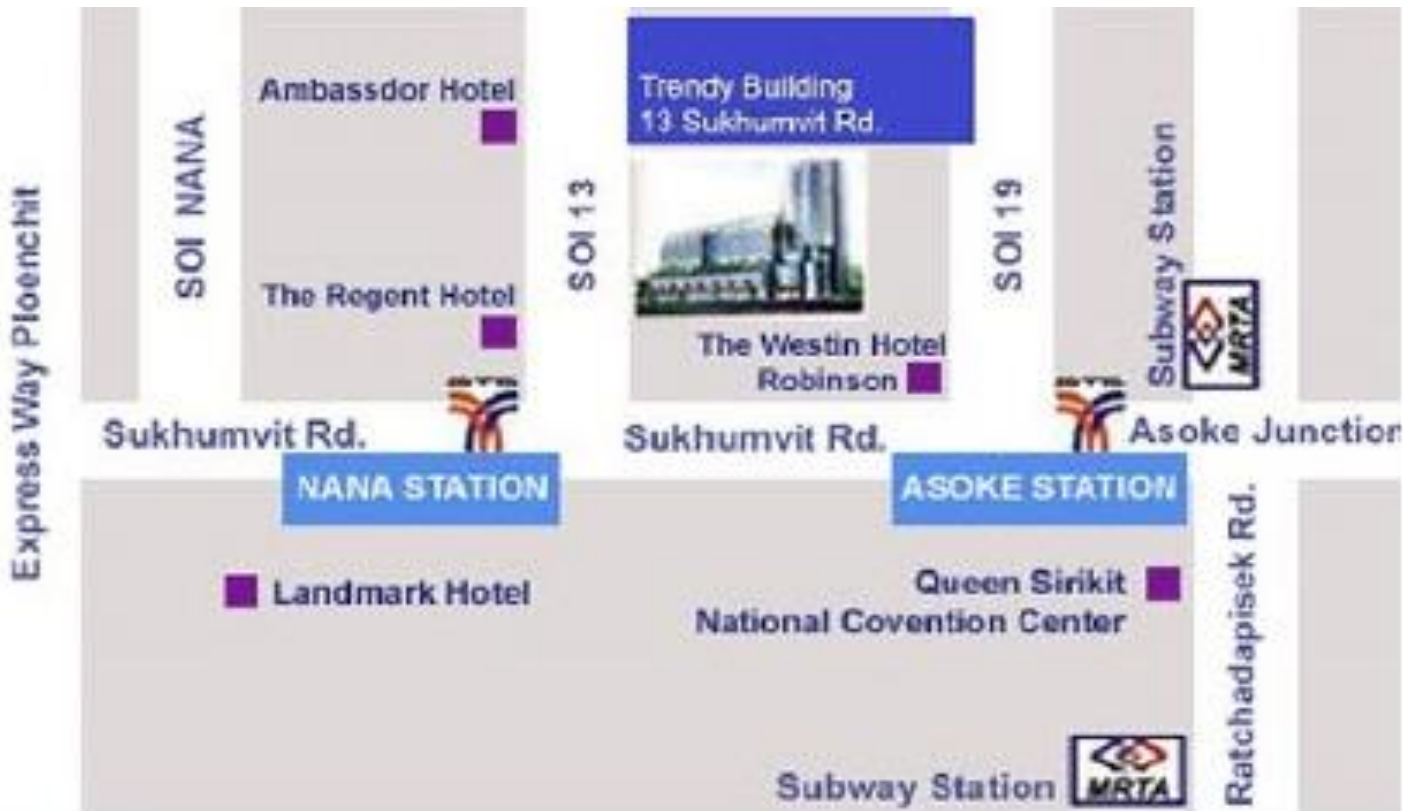 Ambassdor Hotel
Trendy Building
13 Sukhumvit Rd.
SOI NANA
SOI 13
SOI 19
Subway Station
MRTA
Express Way Ploenchit
The Regent Hotel
The Westin Hotel
Robinson
BTS
BTS
Sukhumvit Rd.
Sukhumvit Rd.
Asoke Junction
NANA STATION
ASOKE STATION
Landmark Hotel
Queen Sirikit
National Covention Center
Ratchadapisek Rd.
Subway Station
MRTA